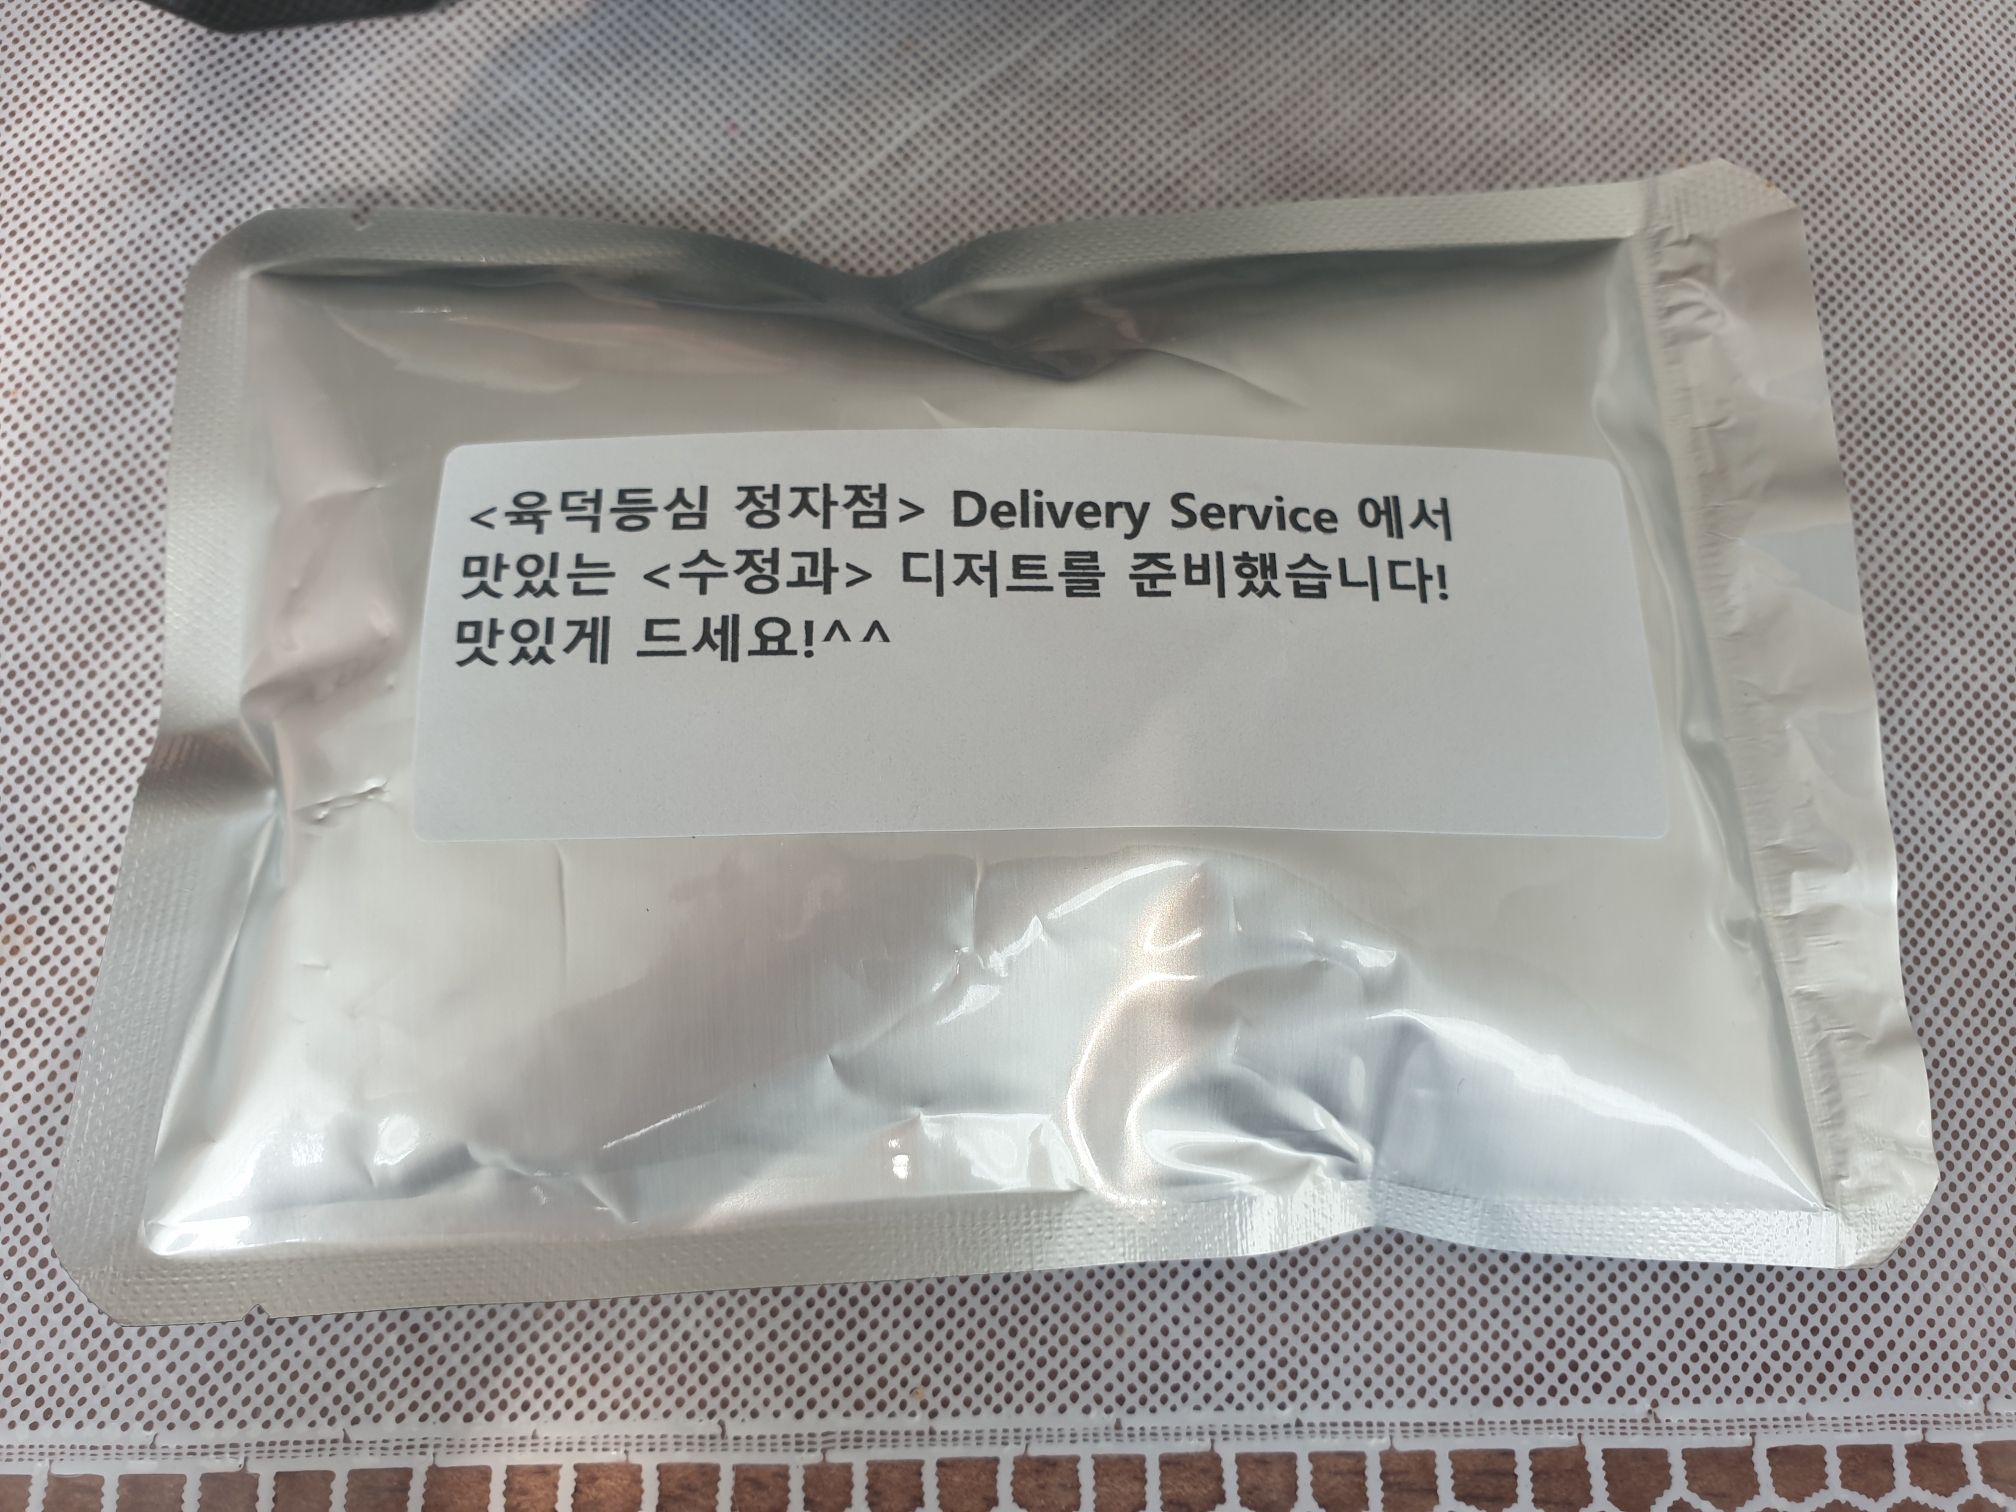 <육덕등심 정자점> Delivery Service 에서
맛있는 <수정과> 디저트를 준비했습니다!
맛있게 드세요!^^